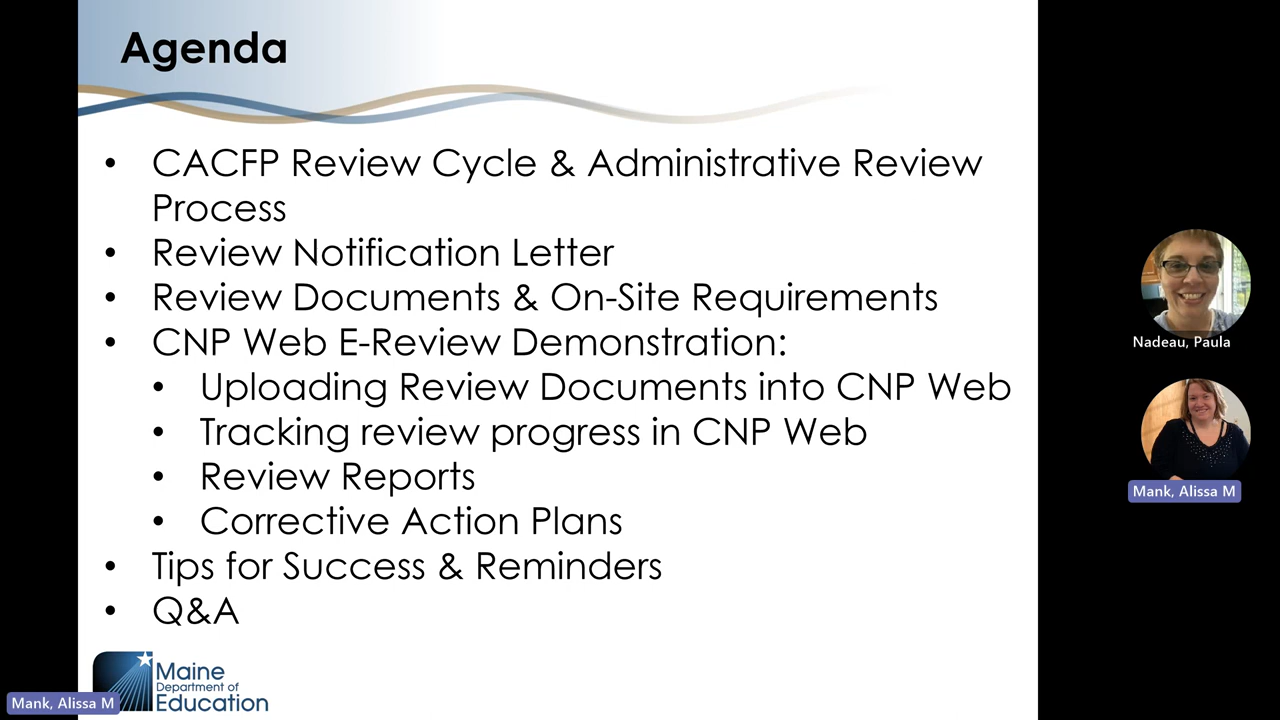 Agenda
• CACFP Review Cycle & Administrative Review
Process
• Review Notification Letter
• Review Documents & On-Site Requirements
• CNP Web E-Review Demonstration:
• Uploading Review Documents into CNP Web
• Tracking review progress in CNP Web
• Review Reports
• Corrective Action Plans
• Tips for Success & Reminders
• Q&A
Maine
Department of
Education
Mank, Alissa M
Nadeau, Paula
Mank, Alissa M